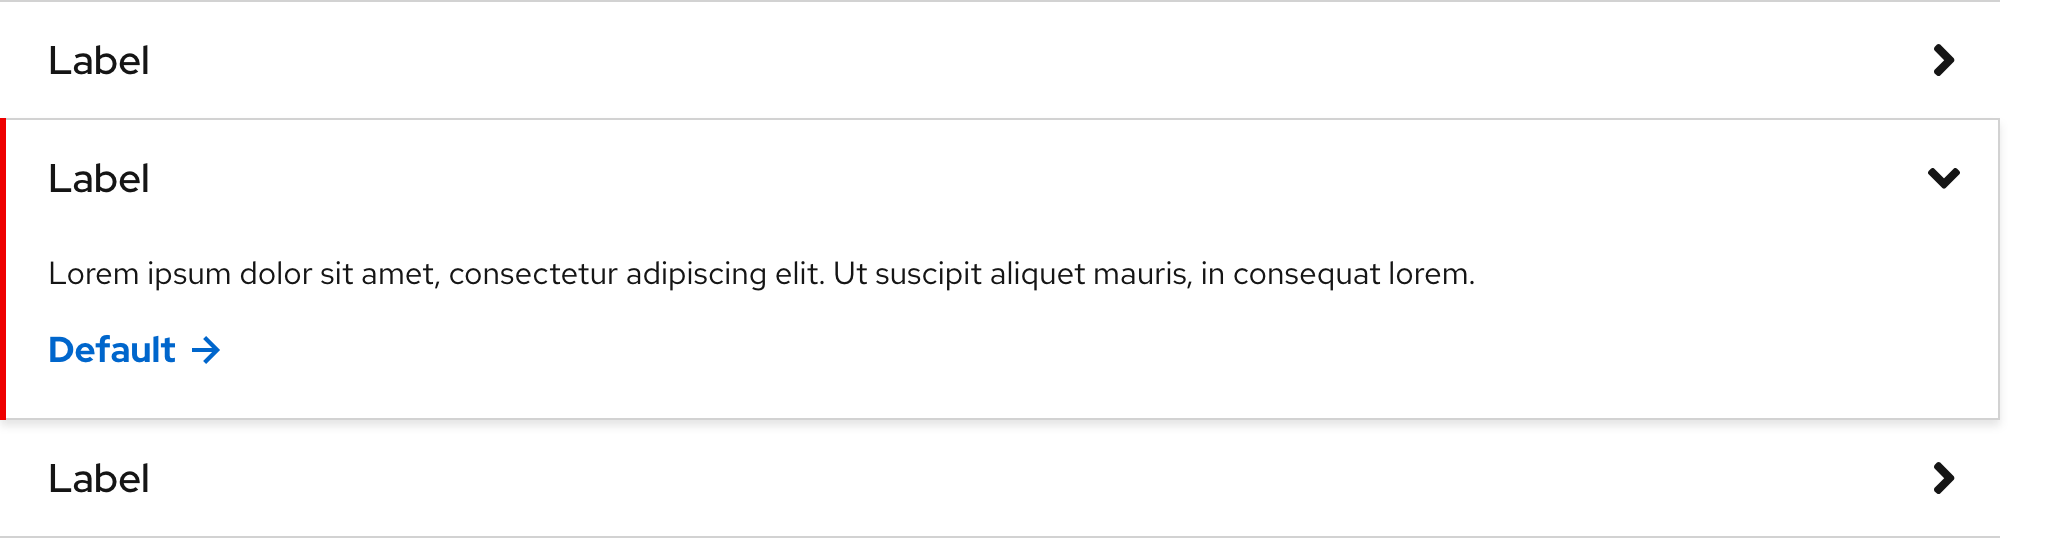 Label
Label
Lorem ipsum dolor sit amet, consectetur adipiscing elit. Ut suscipit aliquet mauris, in consequat lorem.
Default →
Label